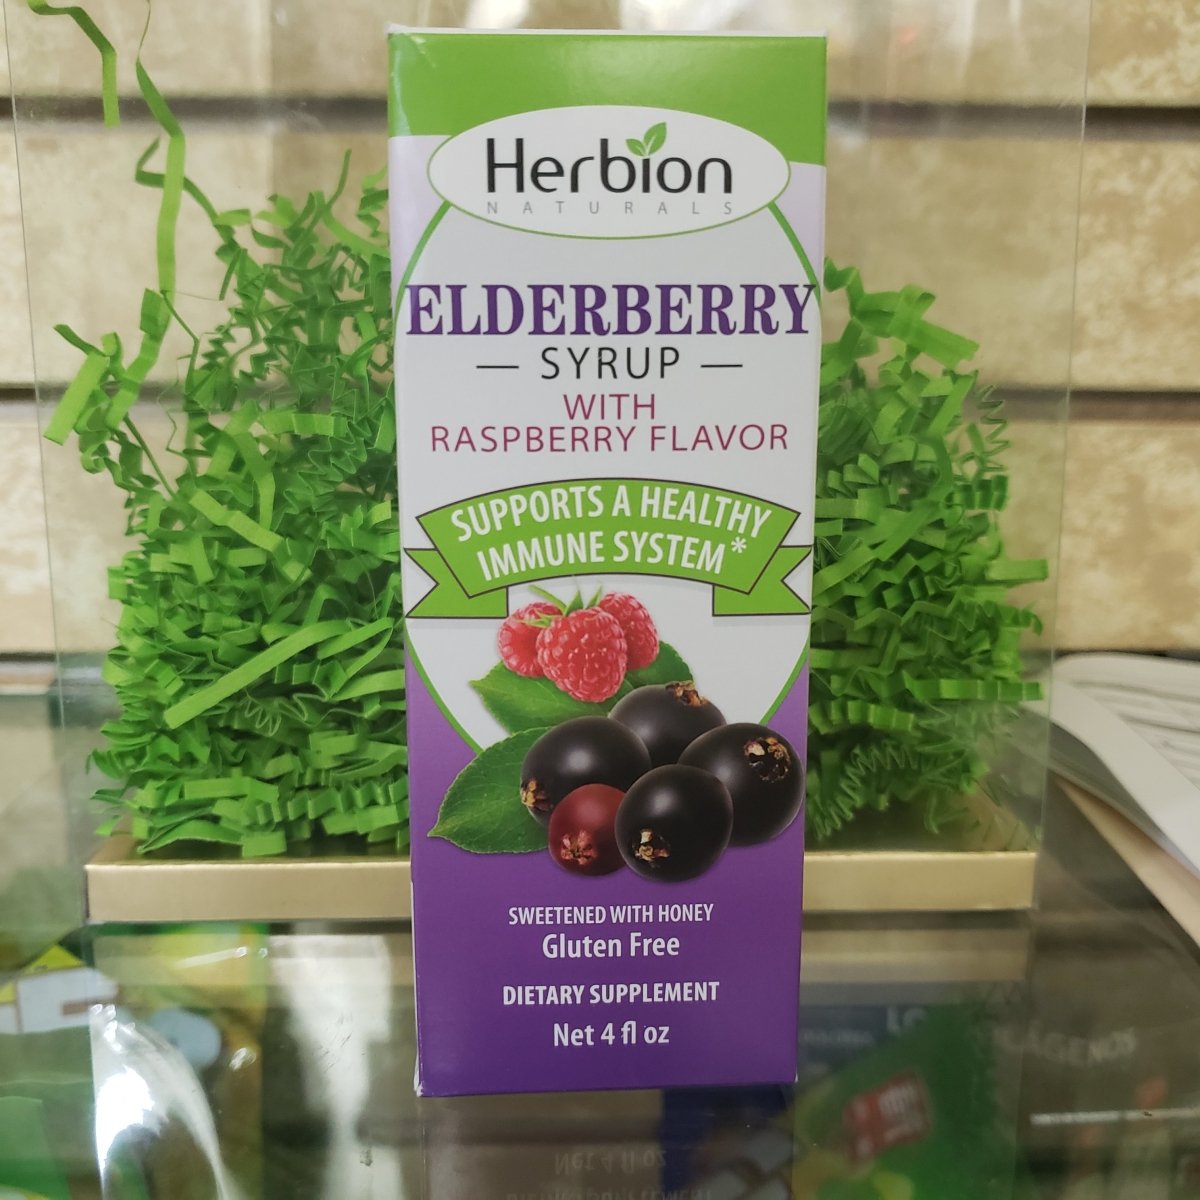 Herbion
NATURALS
ELDERBERRY
— SYRUP —
WITH
RASPBERRY FLAVOR
SUPPORTS A HEALTHY
IMMUNE SYSTEM*
SWEETENED WITH HONEY
Gluten Free
DIETARY SUPPLEMENT
Net 4 fl oz